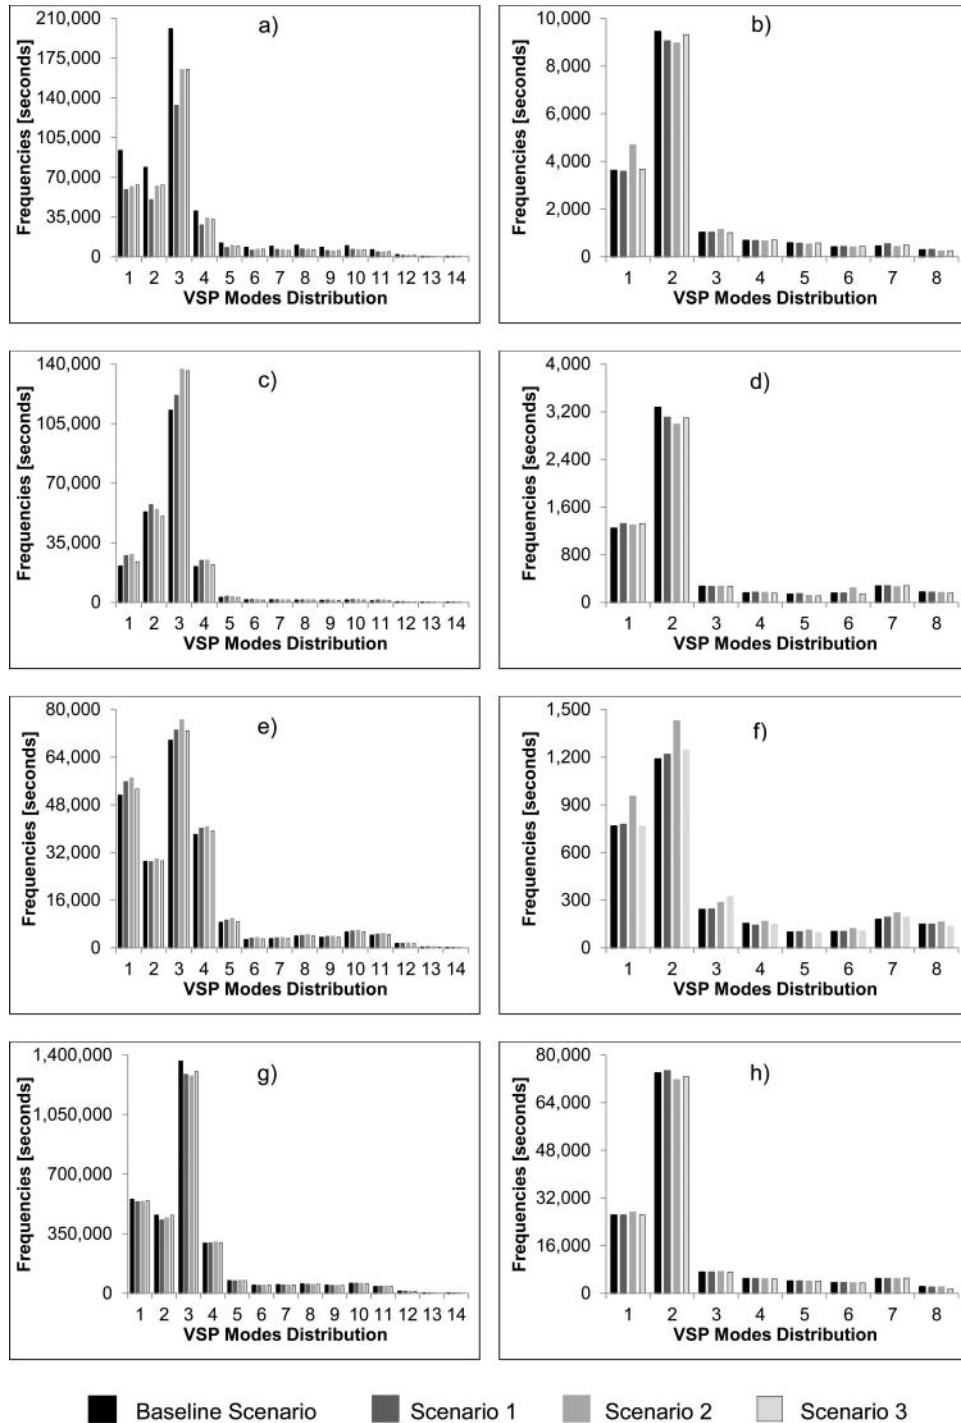 a)
Frequencies [seconds]
210,000
175,000
140,000
105,000
70,000
35,000
0
1 2 3 4 5 6 7 8 9 10 11 12 13 14
VSP Modes Distribution
b)
Frequencies [seconds]
10,000
8,000
6,000
4,000
2,000
0
1 2 3 4 5 6 7 8
VSP Modes Distribution
c)
Frequencies [seconds]
140,000
105,000
70,000
35,000
0
1 2 3 4 5 6 7 8 9 10 11 12 13 14
VSP Modes Distribution
d)
Frequencies [seconds]
4,000
3,200
2,400
1,600
800
0
1 2 3 4 5 6 7 8
VSP Modes Distribution
e)
Frequencies [seconds]
80,000
64,000
48,000
32,000
16,000
0
1 2 3 4 5 6 7 8 9 10 11 12 13 14
VSP Modes Distribution
f)
Frequencies [seconds]
1,500
1,200
900
600
300
0
1 2 3 4 5 6 7 8
VSP Modes Distribution
g)
Frequencies [seconds]
1,400,000
1,050,000
700,000
350,000
0
1 2 3 4 5 6 7 8 9 10 11 12 13 14
VSP Modes Distribution
h)
Frequencies [seconds]
80,000
64,000
48,000
32,000
16,000
0
1 2 3 4 5 6 7 8
VSP Modes Distribution
Baseline Scenario Scenario 1 Scenario 2 Scenario 3